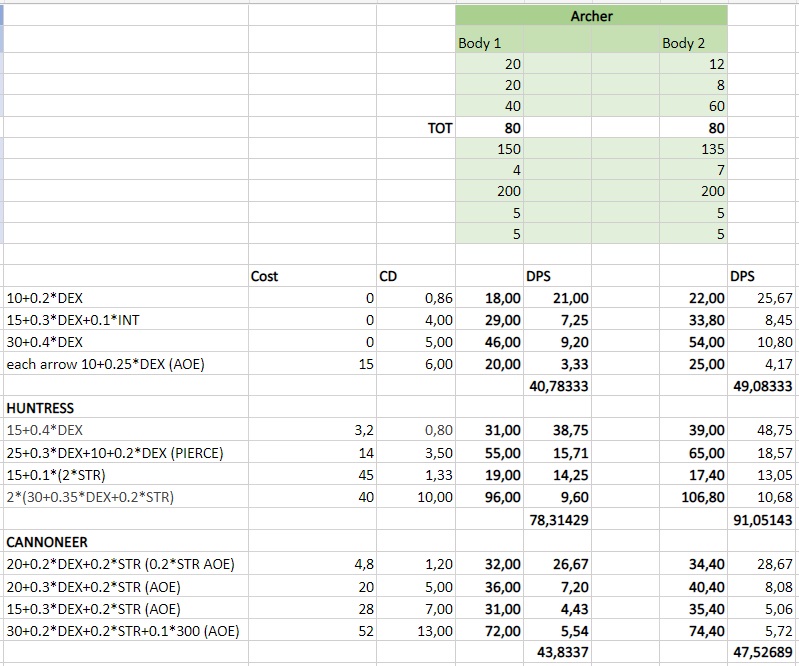 Archer
Body 1 Body 2
20 12
20 8
40 60
TOT 80 80
150 135
4 7
200 200
5 5
5 5
Cost CD DPS DPS
10+0.2*DEX 0 0,86 18,00 21,00 22,00 25,67
15+0.3*DEX+0.1*INT 0 4,00 29,00 7,25 33,80 8,45
30+0.4*DEX 0 5,00 46,00 9,20 54,00 10,80
each arrow 10+0.25*DEX (AOE) 15 6,00 20,00 3,33 25,00 4,17
40,78333 49,08333
HUNTRESS
15+0.4*DEX 3,2 0,80 31,00 38,75 39,00 48,75
25+0.3*DEX+10+0.2*DEX (PIERCE) 14 3,50 55,00 15,71 65,00 18,57
15+0.1*(2*STR) 45 1,33 19,00 14,25 17,40 13,05
2*(30+0.35*DEX+0.2*STR) 40 10,00 96,00 9,60 106,80 10,68
78,31429 91,05143
CANNONEER
20+0.2*DEX+0.2*STR (0.2*STR AOE) 4,8 1,20 32,00 26,67 34,40 28,67
20+0.3*DEX+0.2*STR (AOE) 20 5,00 36,00 7,20 40,40 8,08
15+0.3*DEX+0.2*STR (AOE) 28 7,00 31,00 4,43 35,40 5,06
30+0.2*DEX+0.2*STR+0.1*300 (AOE) 52 13,00 72,00 5,54 74,40 5,72
43,8337 47,52689